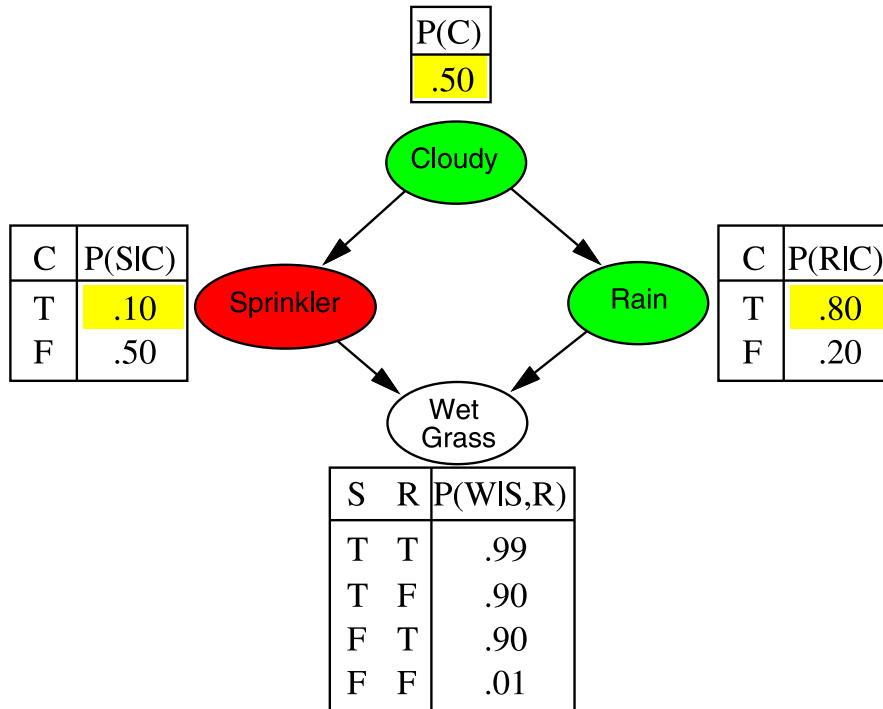 P(C)
.50
Cloudy
C P(S|C)
T .10
F .50
Sprinkler
Rain
C P(R|C)
T .80
F .20
Wet
Grass
S R P(W|S,R)
T T .99
T F .90
F T .90
F F .01